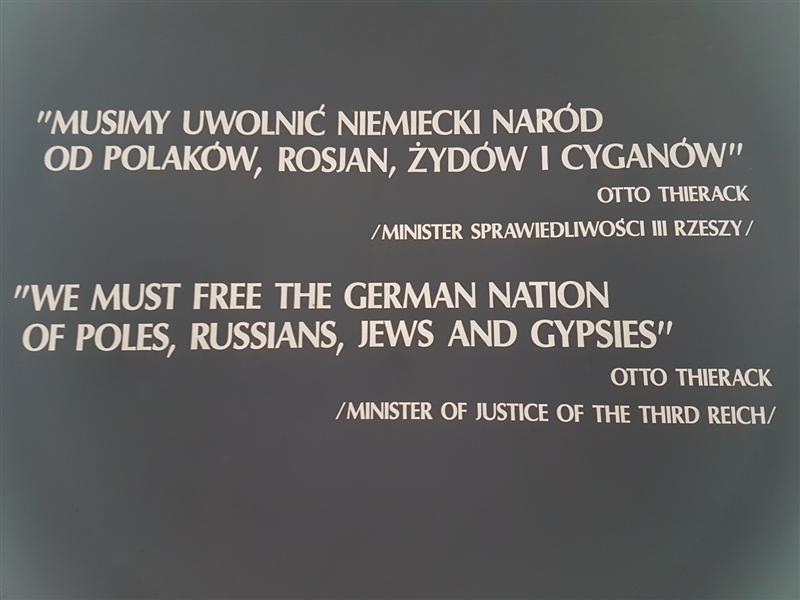 "MUSIMY UWOLNIĆ NIEMIECKI NARÓD
OD POLAKÓW, ROSJAN, ŻYDÓW I CYGANÓW"
OTTO THIERACK
/MINISTER SPRAWIEDLIWOŚCI III RZESZY/
"WE MUST FREE THE GERMAN NATION
OF POLES, RUSSIANS, JEWS AND GYPSIES"
OTTO THIERACK
/MINISTER OF JUSTICE OF THE THIRD REICH/